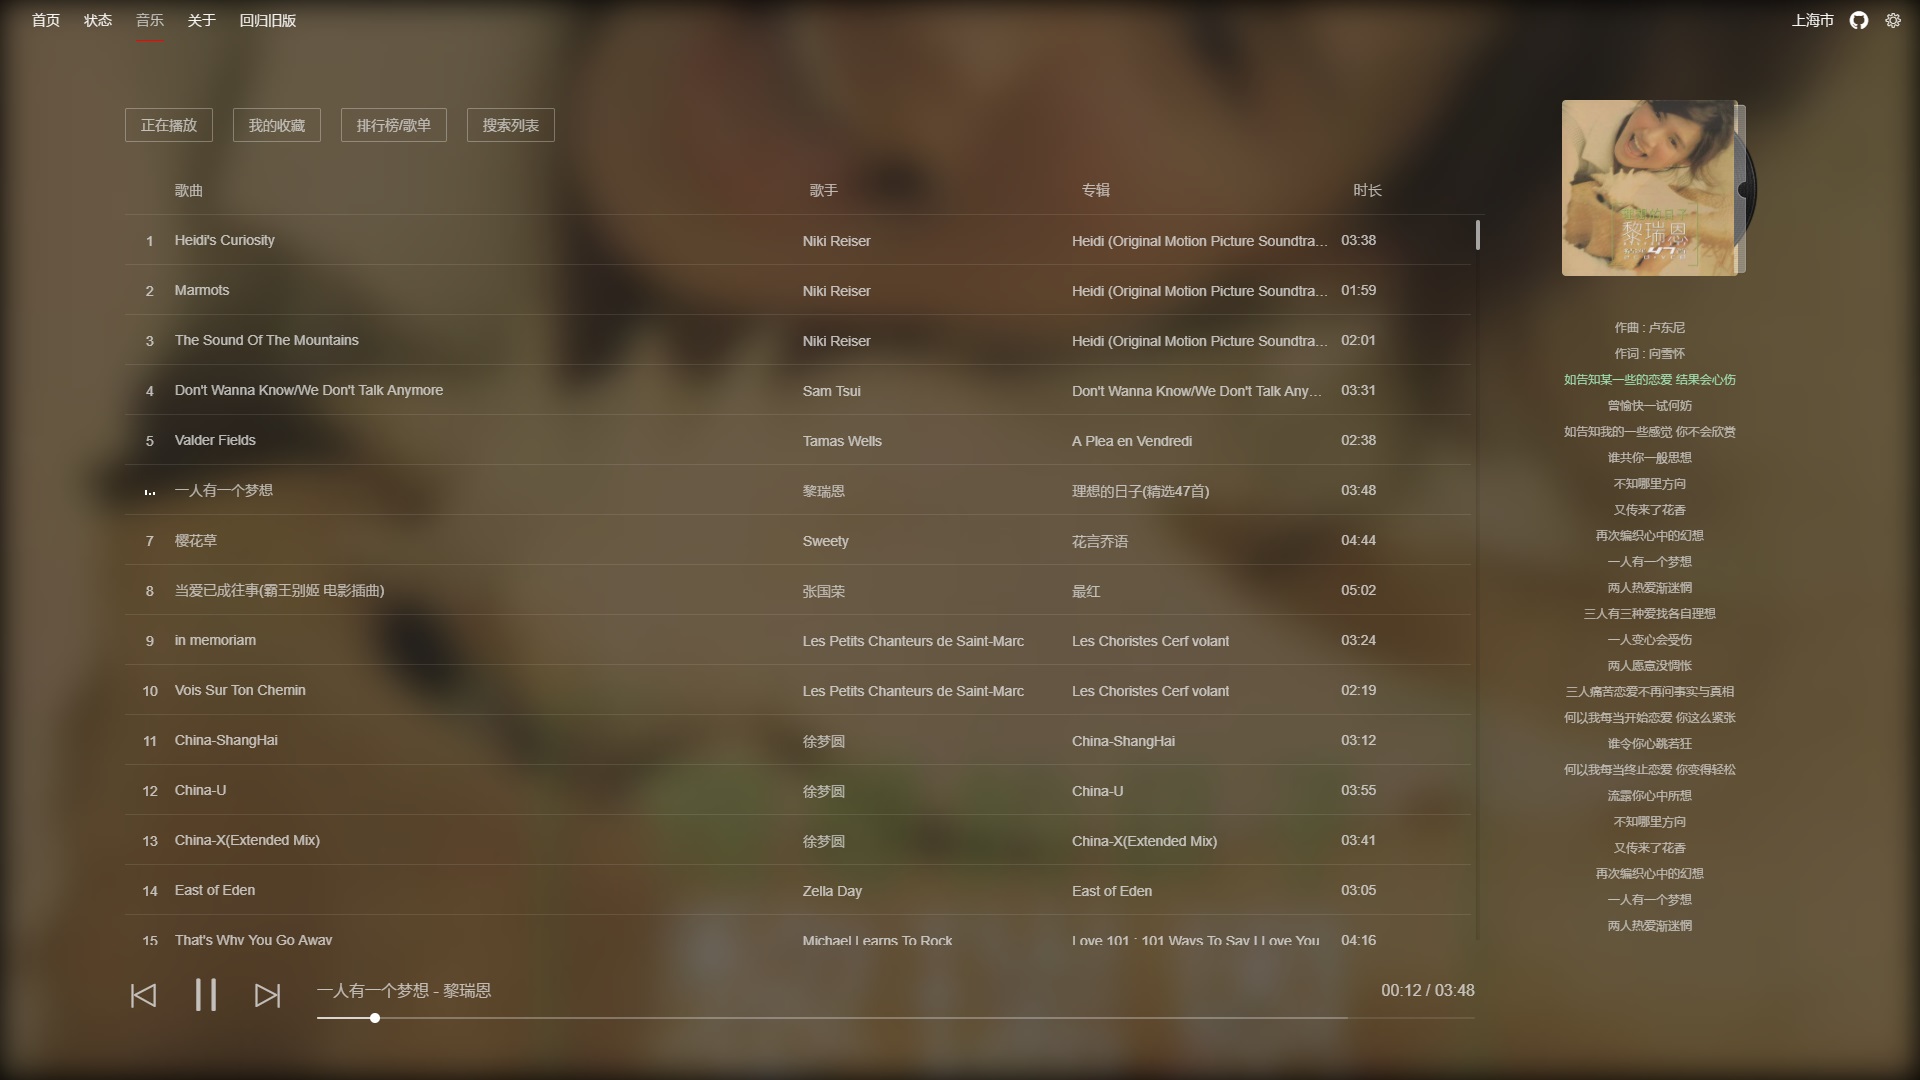 首页 状态 音乐 关于 回归旧版 上海市
正在播放 我的收藏 排行榜/歌单 搜索列表
歌曲 歌手 专辑 时长
1 Heidi's Curiosity Niki Reiser Heidi (Original Motion Picture Soundtra... 03:38
2 Marmots Niki Reiser Heidi (Original Motion Picture Soundtra... 01:59
3 The Sound Of The Mountains Niki Reiser Heidi (Original Motion Picture Soundtra... 02:01
4 Don't Wanna Know/We Don't Talk Anymore Sam Tsui Don't Wanna Know/We Don't Talk Any... 03:31
5 Valder Fields Tamas Wells A Plea en Vendredi 02:38
一人有一个梦想 黎瑞恩 理想的日子(精选47首) 03:48
7 樱花草 Sweety 花言乔语 04:44
8 当爱已成往事(霸王别姬 电影插曲) 张国荣 最红 05:02
9 in memoriam Les Petits Chanteurs de Saint-Marc Les Choristes Cerf volant 03:24
10 Vois Sur Ton Chemin Les Petits Chanteurs de Saint-Marc Les Choristes Cerf volant 02:19
11 China-ShangHai 徐梦圆 China-ShangHai 03:12
12 China-U 徐梦圆 China-U 03:55
13 China-X(Extended Mix) 徐梦圆 China-X(Extended Mix) 03:41
14 East of Eden Zella Day East of Eden 03:05
15 That's Why You Go Away Michael Learns To Rock Love 101 : 101 Ways To Say I Love You 04:16
一人有一个梦想 - 黎瑞恩 00:12 / 03:48
理想的日子
黎瑞恩
47
作曲 : 卢东尼
作词 : 向雪怀
如告知某一些的恋爱 结果会心伤
曾愉快一试何妨
如告知我的一些感觉 你不会欣赏
谁共你一般思想
不知哪里方向
又传来了花香
再次编织心中的幻想
一人有一个梦想
两人热爱渐迷惘
三人有三种爱找各自理想
一人变心会受伤
两人愿意没惆怅
三人痛苦恋爱不再问事实与真相
何以我每当开始恋爱 你这么紧张
谁令你心跳若狂
何以我每当终止恋爱 你变得轻松
流露你心中所想
不知哪里方向
又传来了花香
再次编织心中的幻想
一人有一个梦想
两人热爱渐迷惘